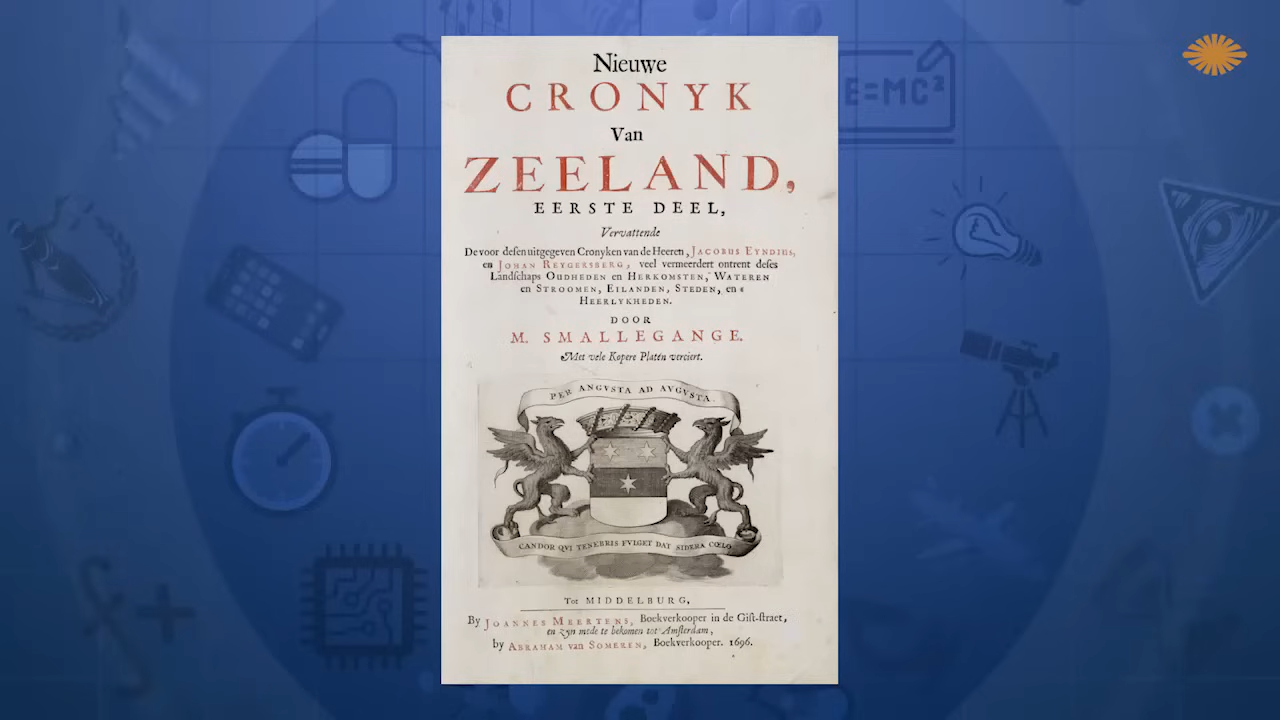 Nieuwe
CRONYK
Van
ZEELAND,
EERSTE DEEL,
Vervattende
De voor desen uitgegeven Cronyken van de Heeren, JACOBUS EYNDIUS,
en JOHAN REYGERSBERG, veel vermeerdert ontrent deses
Landschaps OUDHEDEN en HERKOMSTEN, WATEREN
en STROOMEN, EILANDEN, STEDEN, en
HEERLYKHEDEN.
DOOR
M. SMALLEGANGE.
Met vele Kopere Platen verciert.
PER ANGVSTA AD AVGVSTA
CANDOR QVI TENEBRIS FVLGET DAT SIDERA CŒLO
Tot MIDDELBURG,
By JOANNES MEERTENS, Boekverkooper in de Gist-straet,
en zyn mede te bekomen tot Amsterdam,
by ABRAHAM van SOMEREN, Boekverkooper. 1696.
E=MC²